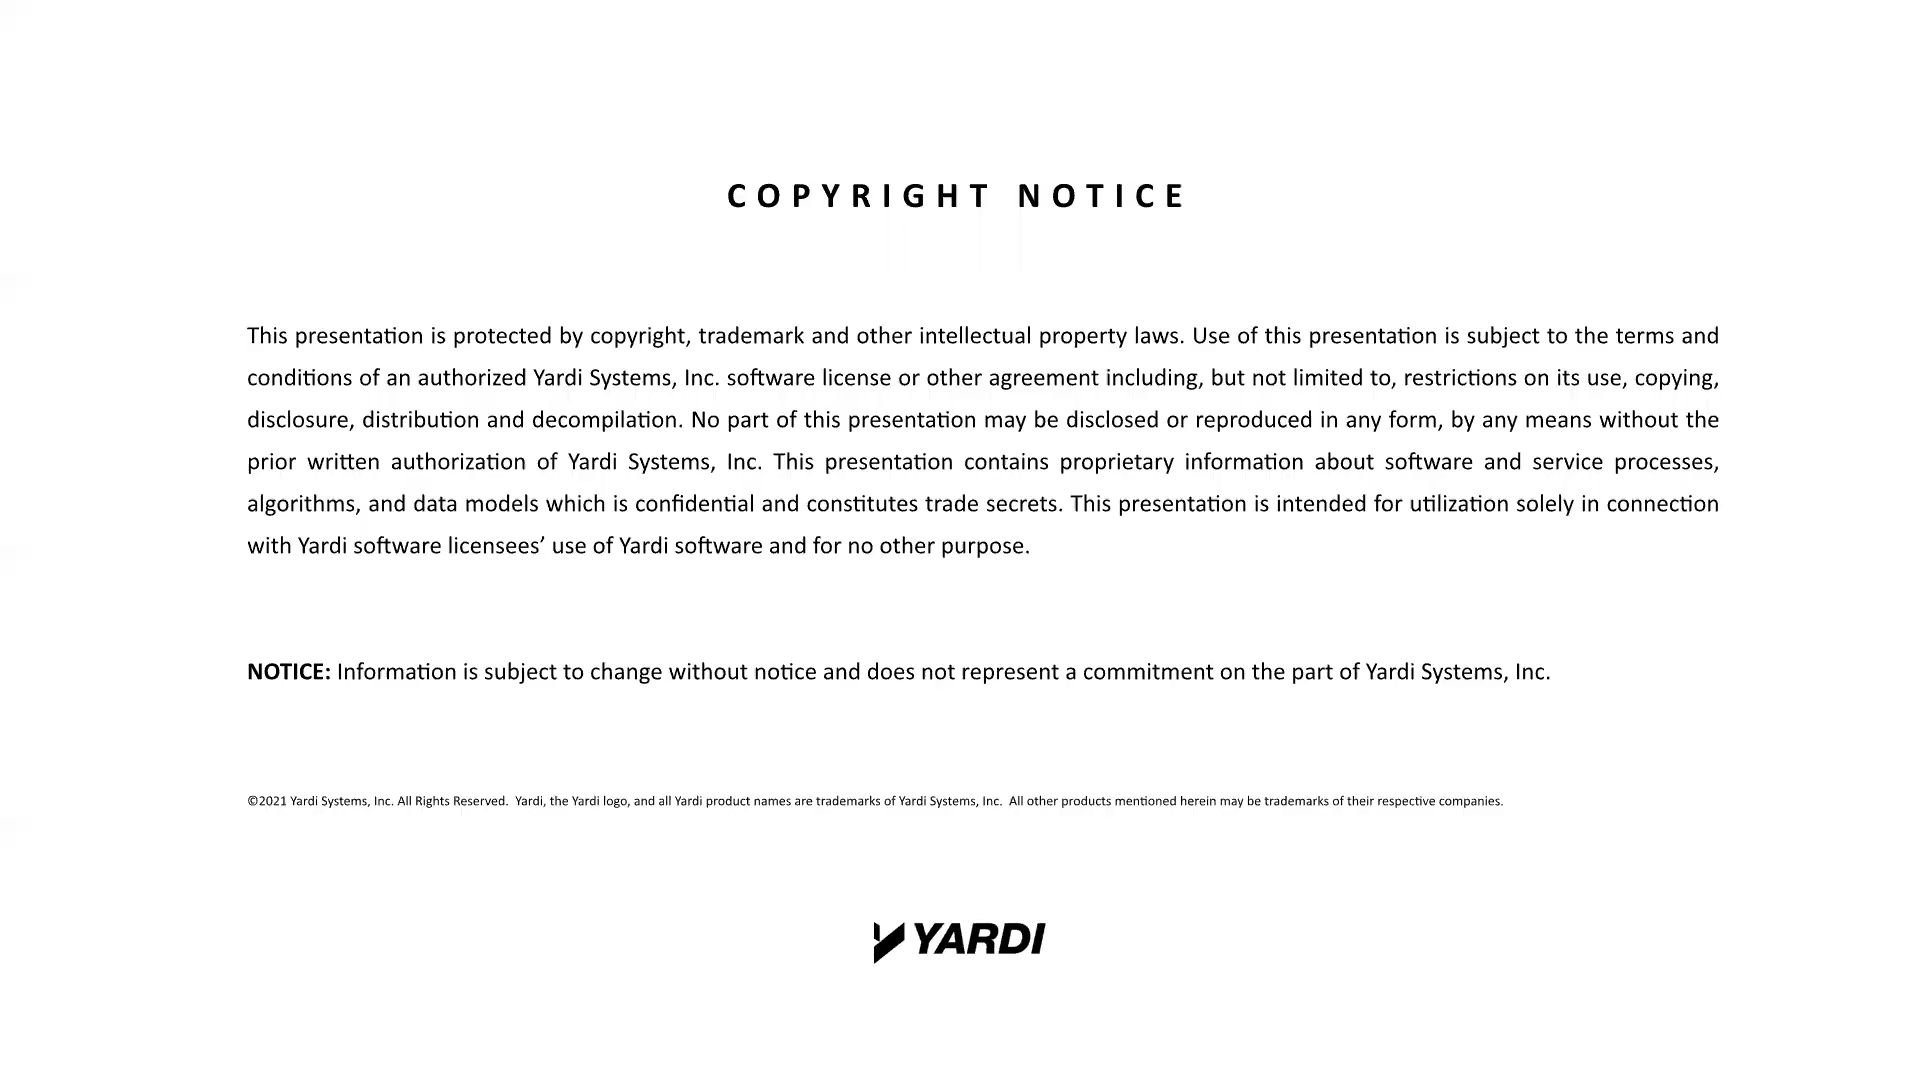 COPYRIGHT NOTICE
This presentation is protected by copyright, trademark and other intellectual property laws. Use of this presentation is subject to the terms and
conditions of an authorized Yardi Systems, Inc. software license or other agreement including, but not limited to, restrictions on its use, copying,
disclosure, distribution and decompilation. No part of this presentation may be disclosed or reproduced in any form, by any means without the
prior written authorization of Yardi Systems, Inc. This presentation contains proprietary information about software and service processes,
algorithms, and data models which is confidential and constitutes trade secrets. This presentation is intended for utilization solely in connection
with Yardi software licensees’ use of Yardi software and for no other purpose.
NOTICE: Information is subject to change without notice and does not represent a commitment on the part of Yardi Systems, Inc.
©2021 Yardi Systems, Inc. All Rights Reserved.  Yardi, the Yardi logo, and all Yardi product names are trademarks of Yardi Systems, Inc.  All other products mentioned herein may be trademarks of their respective companies.
YARDI